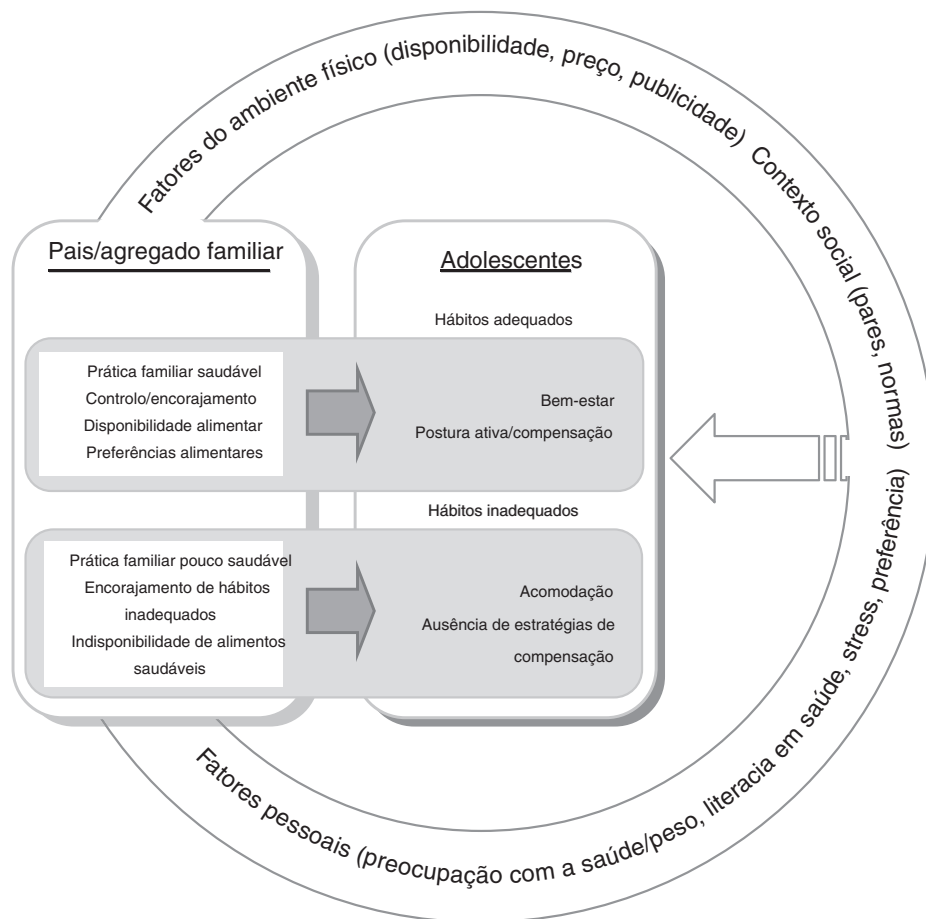 Fatores do ambiente físico (disponibilidade, preço, publicidade)
Contexto social (pares, normas)
Pais/agregado familiar
Adolescentes
Hábitos adequados
Prática familiar saudável
Controlo/encorajamento
Disponibilidade alimentar
Preferências alimentares
Bem-estar
Postura ativa/compensação
Hábitos inadequados
Prática familiar pouco saudável
Encorajamento de hábitos
inadequados
Indisponibilidade de alimentos
saudáveis
Acomodação
Ausência de estratégias de
compensação
Fatores pessoais (preocupação com a saúde/peso, literacia em saúde, stress, preferência)